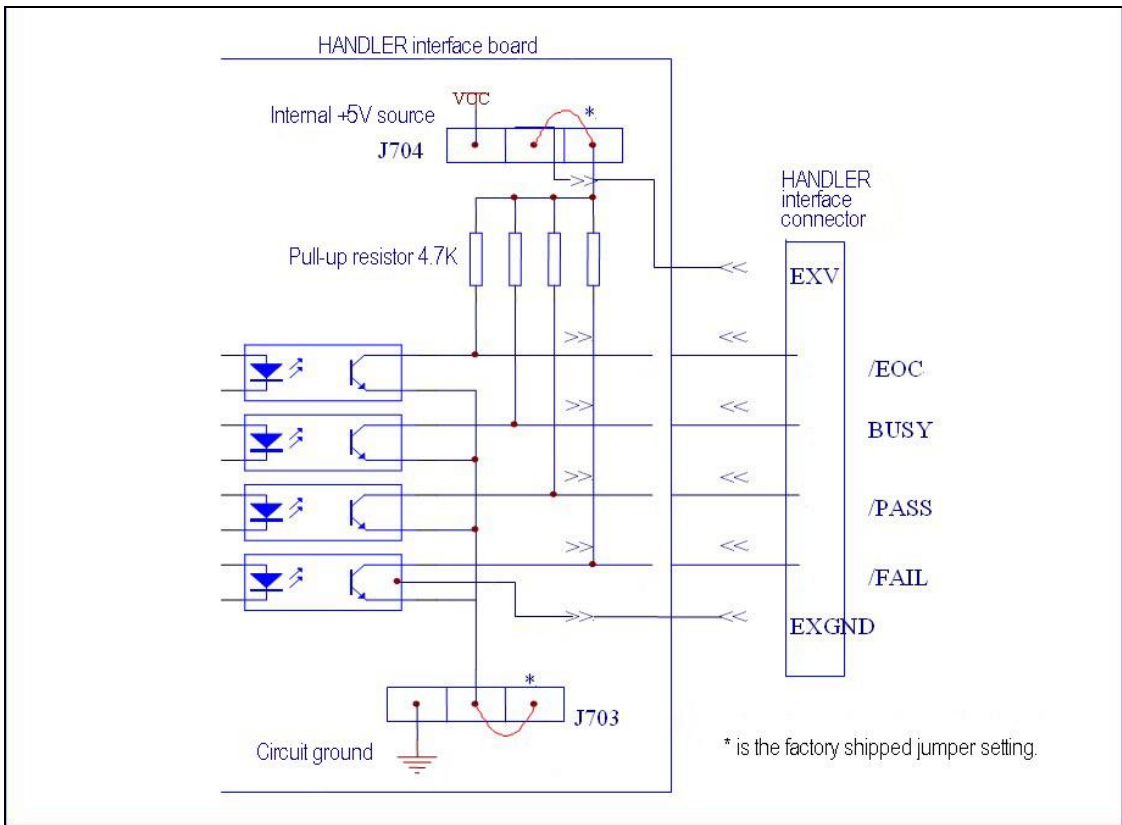 HANDLER interface board
VCC
Internal +5V source
*
J704
HANDLER
interface
connector
Pull-up resistor 4.7K
EXV
/EOC
BUSY
/PASS
/FAIL
EXGND
*
J703
Circuit ground
* is the factory shipped jumper setting.